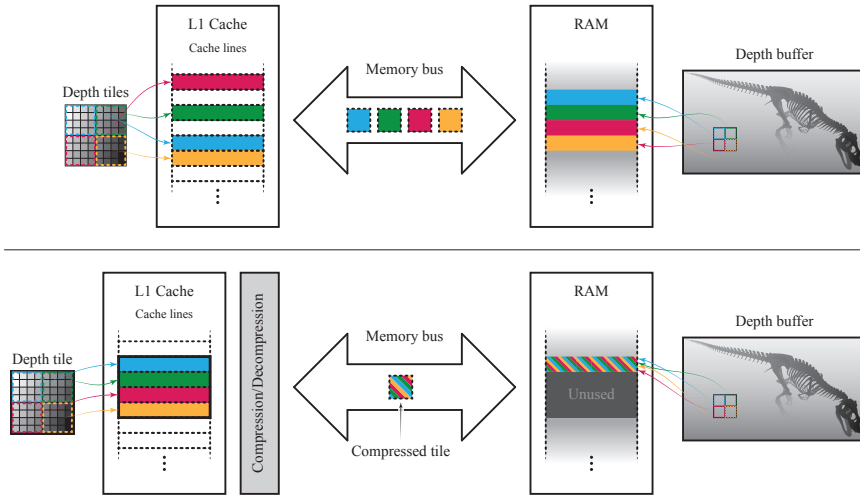 L1 Cache
Cache lines
Depth tiles
Memory bus
RAM
Depth buffer
L1 Cache
Cache lines
Depth tile
Compression/Decompression
Memory bus
Compressed tile
RAM
Unused
Depth buffer